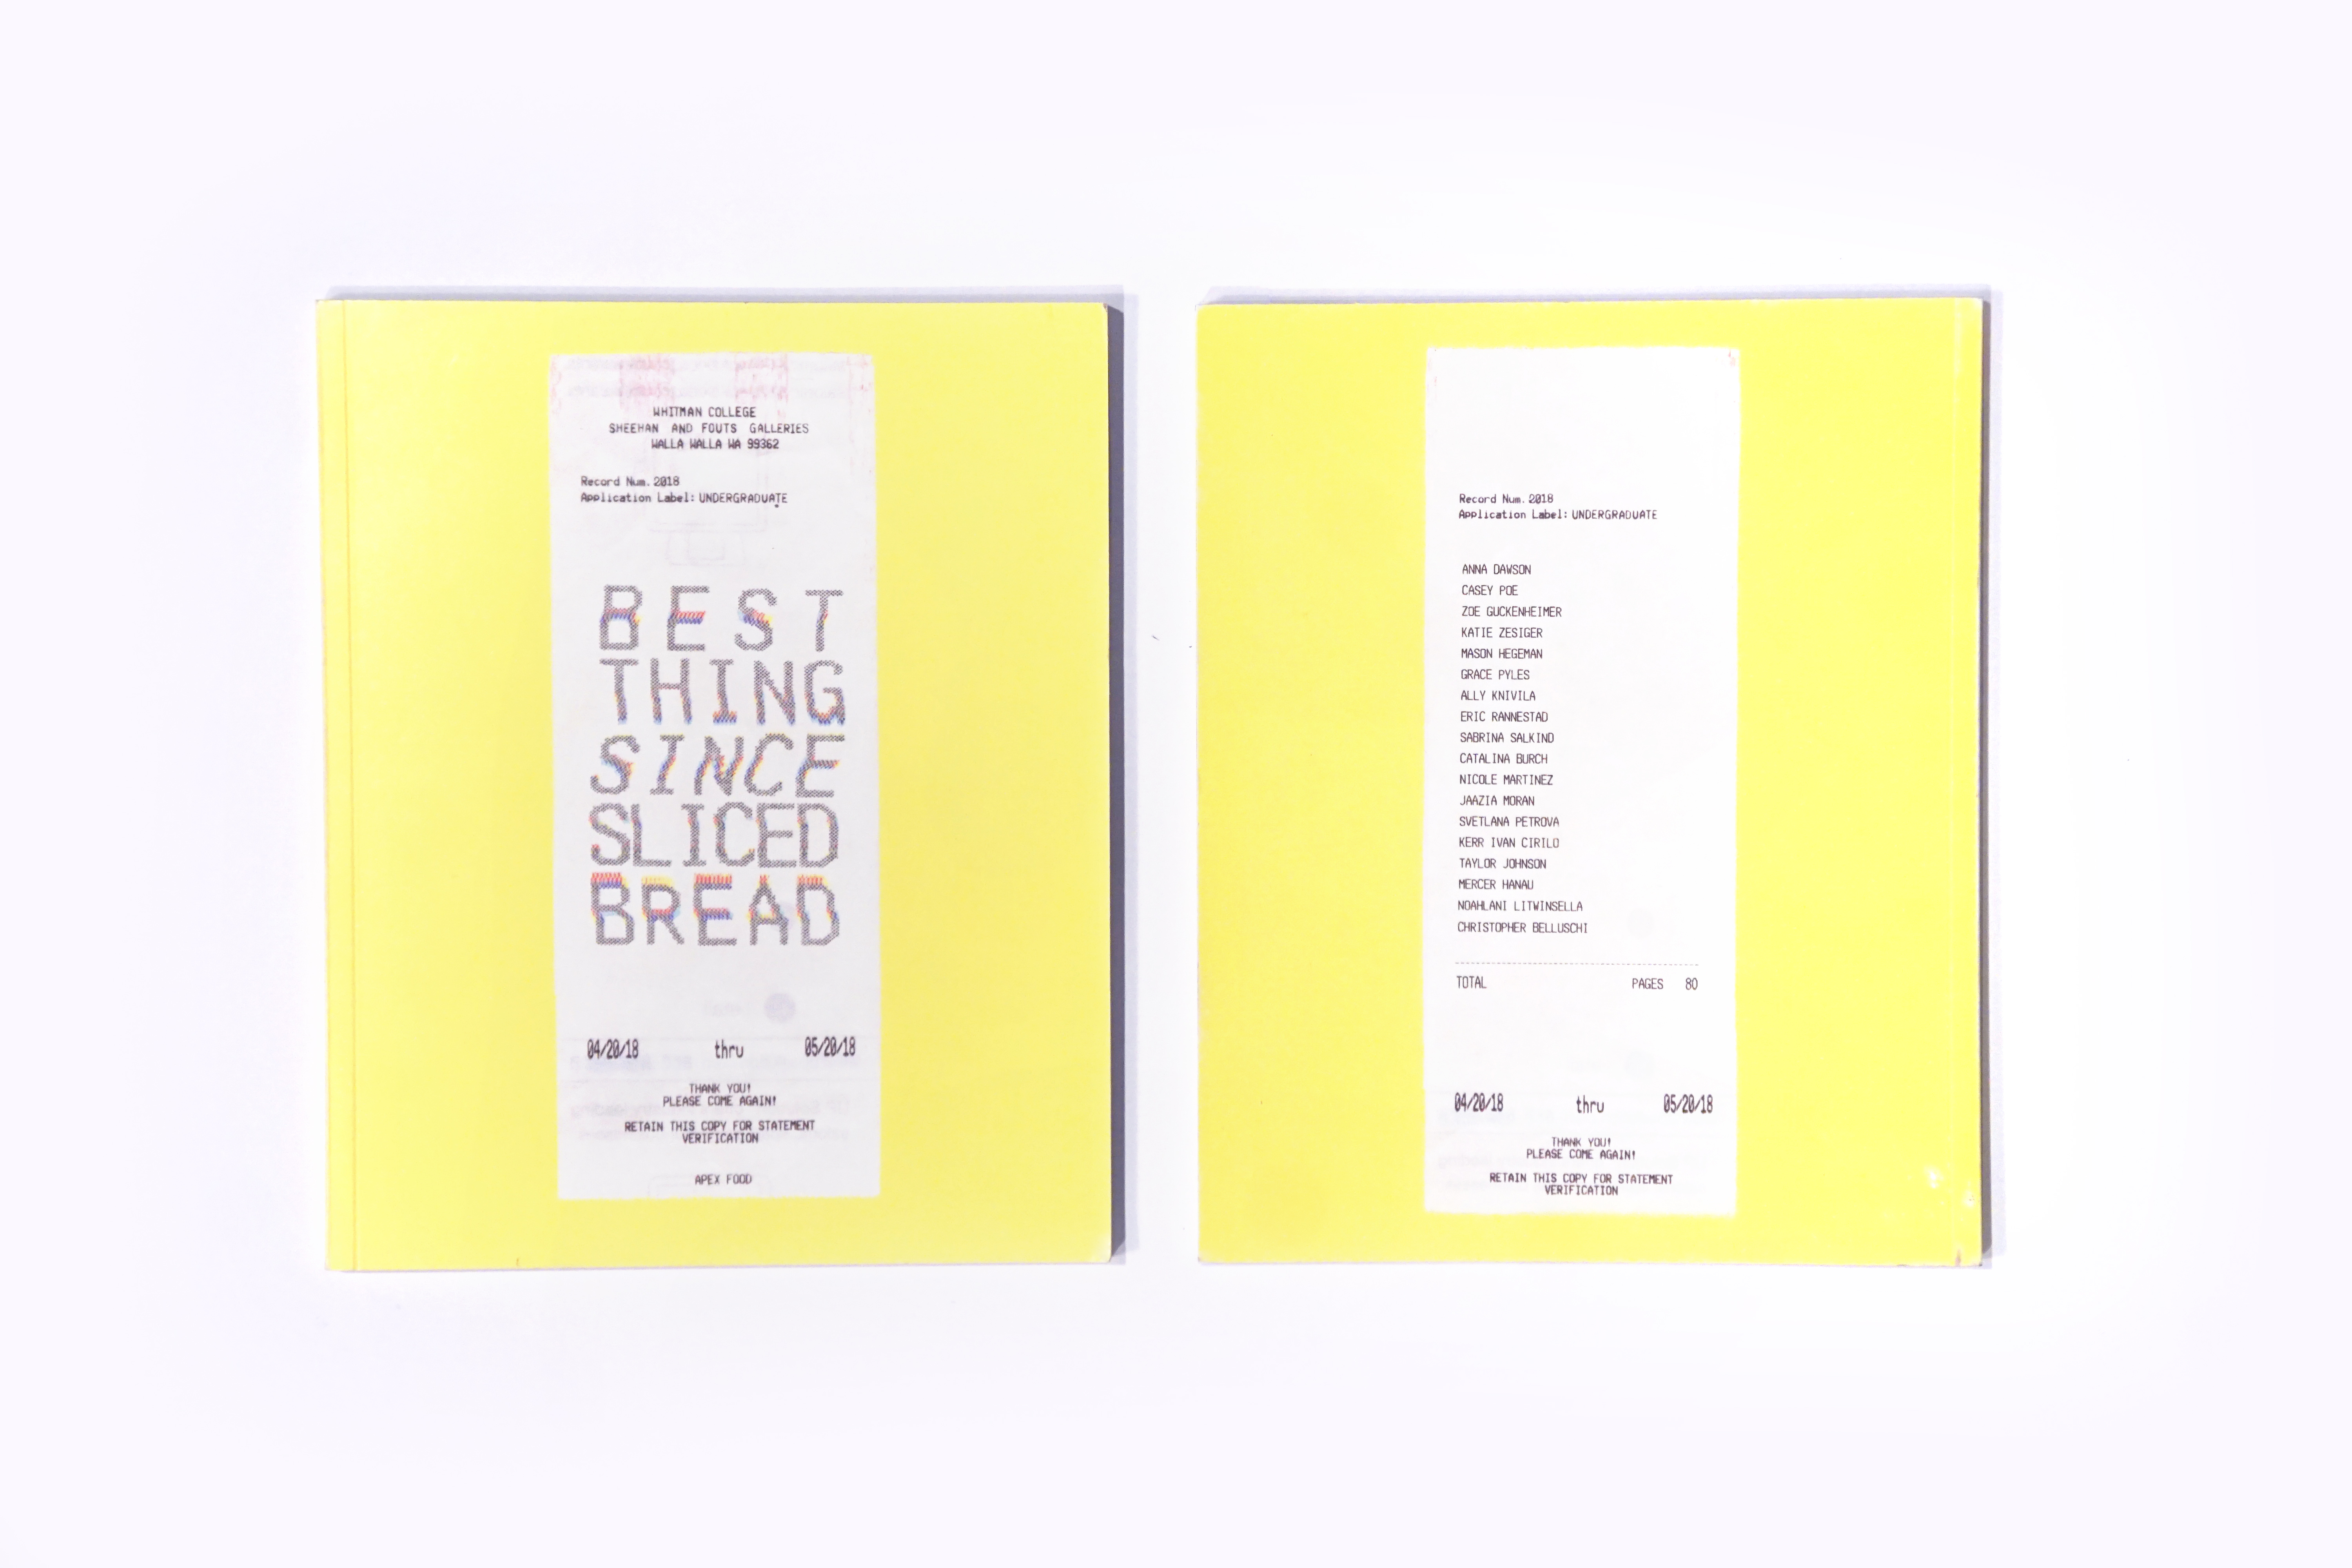 WHITMAN COLLEGE
SHEEHAN AND FOUTS GALLERIES
WALLA WALLA WA 99362
Record Num. 2018
Application Label: UNDERGRADUATE
BEST
THING
SINCE
SLICED
BREAD
04/20/18 thru 05/20/18
THANK YOU!
PLEASE COME AGAIN!
RETAIN THIS COPY FOR STATEMENT
VERIFICATION
APEX FOOD
Record Num. 2018
Application Label: UNDERGRADUATE
ANNA DAWSON
CASEY POE
ZOE GUCKENHEIMER
KATIE ZESIGER
MASON HEGEMAN
GRACE PYLES
ALLY KNIVILA
ERIC RANNESTAD
SABRINA SALKIND
CATALINA BURCH
NICOLE MARTINEZ
JAAZIA MORAN
SVETLANA PETROVA
KERR IVAN CIRILO
TAYLOR JOHNSON
MERCER HANAU
NOAHLANI LITWINSELLA
CHRISTOPHER BELLUSCHI
TOTAL PAGES 80
04/20/18 thru 05/20/18
THANK YOU!
PLEASE COME AGAIN!
RETAIN THIS COPY FOR STATEMENT
VERIFICATION